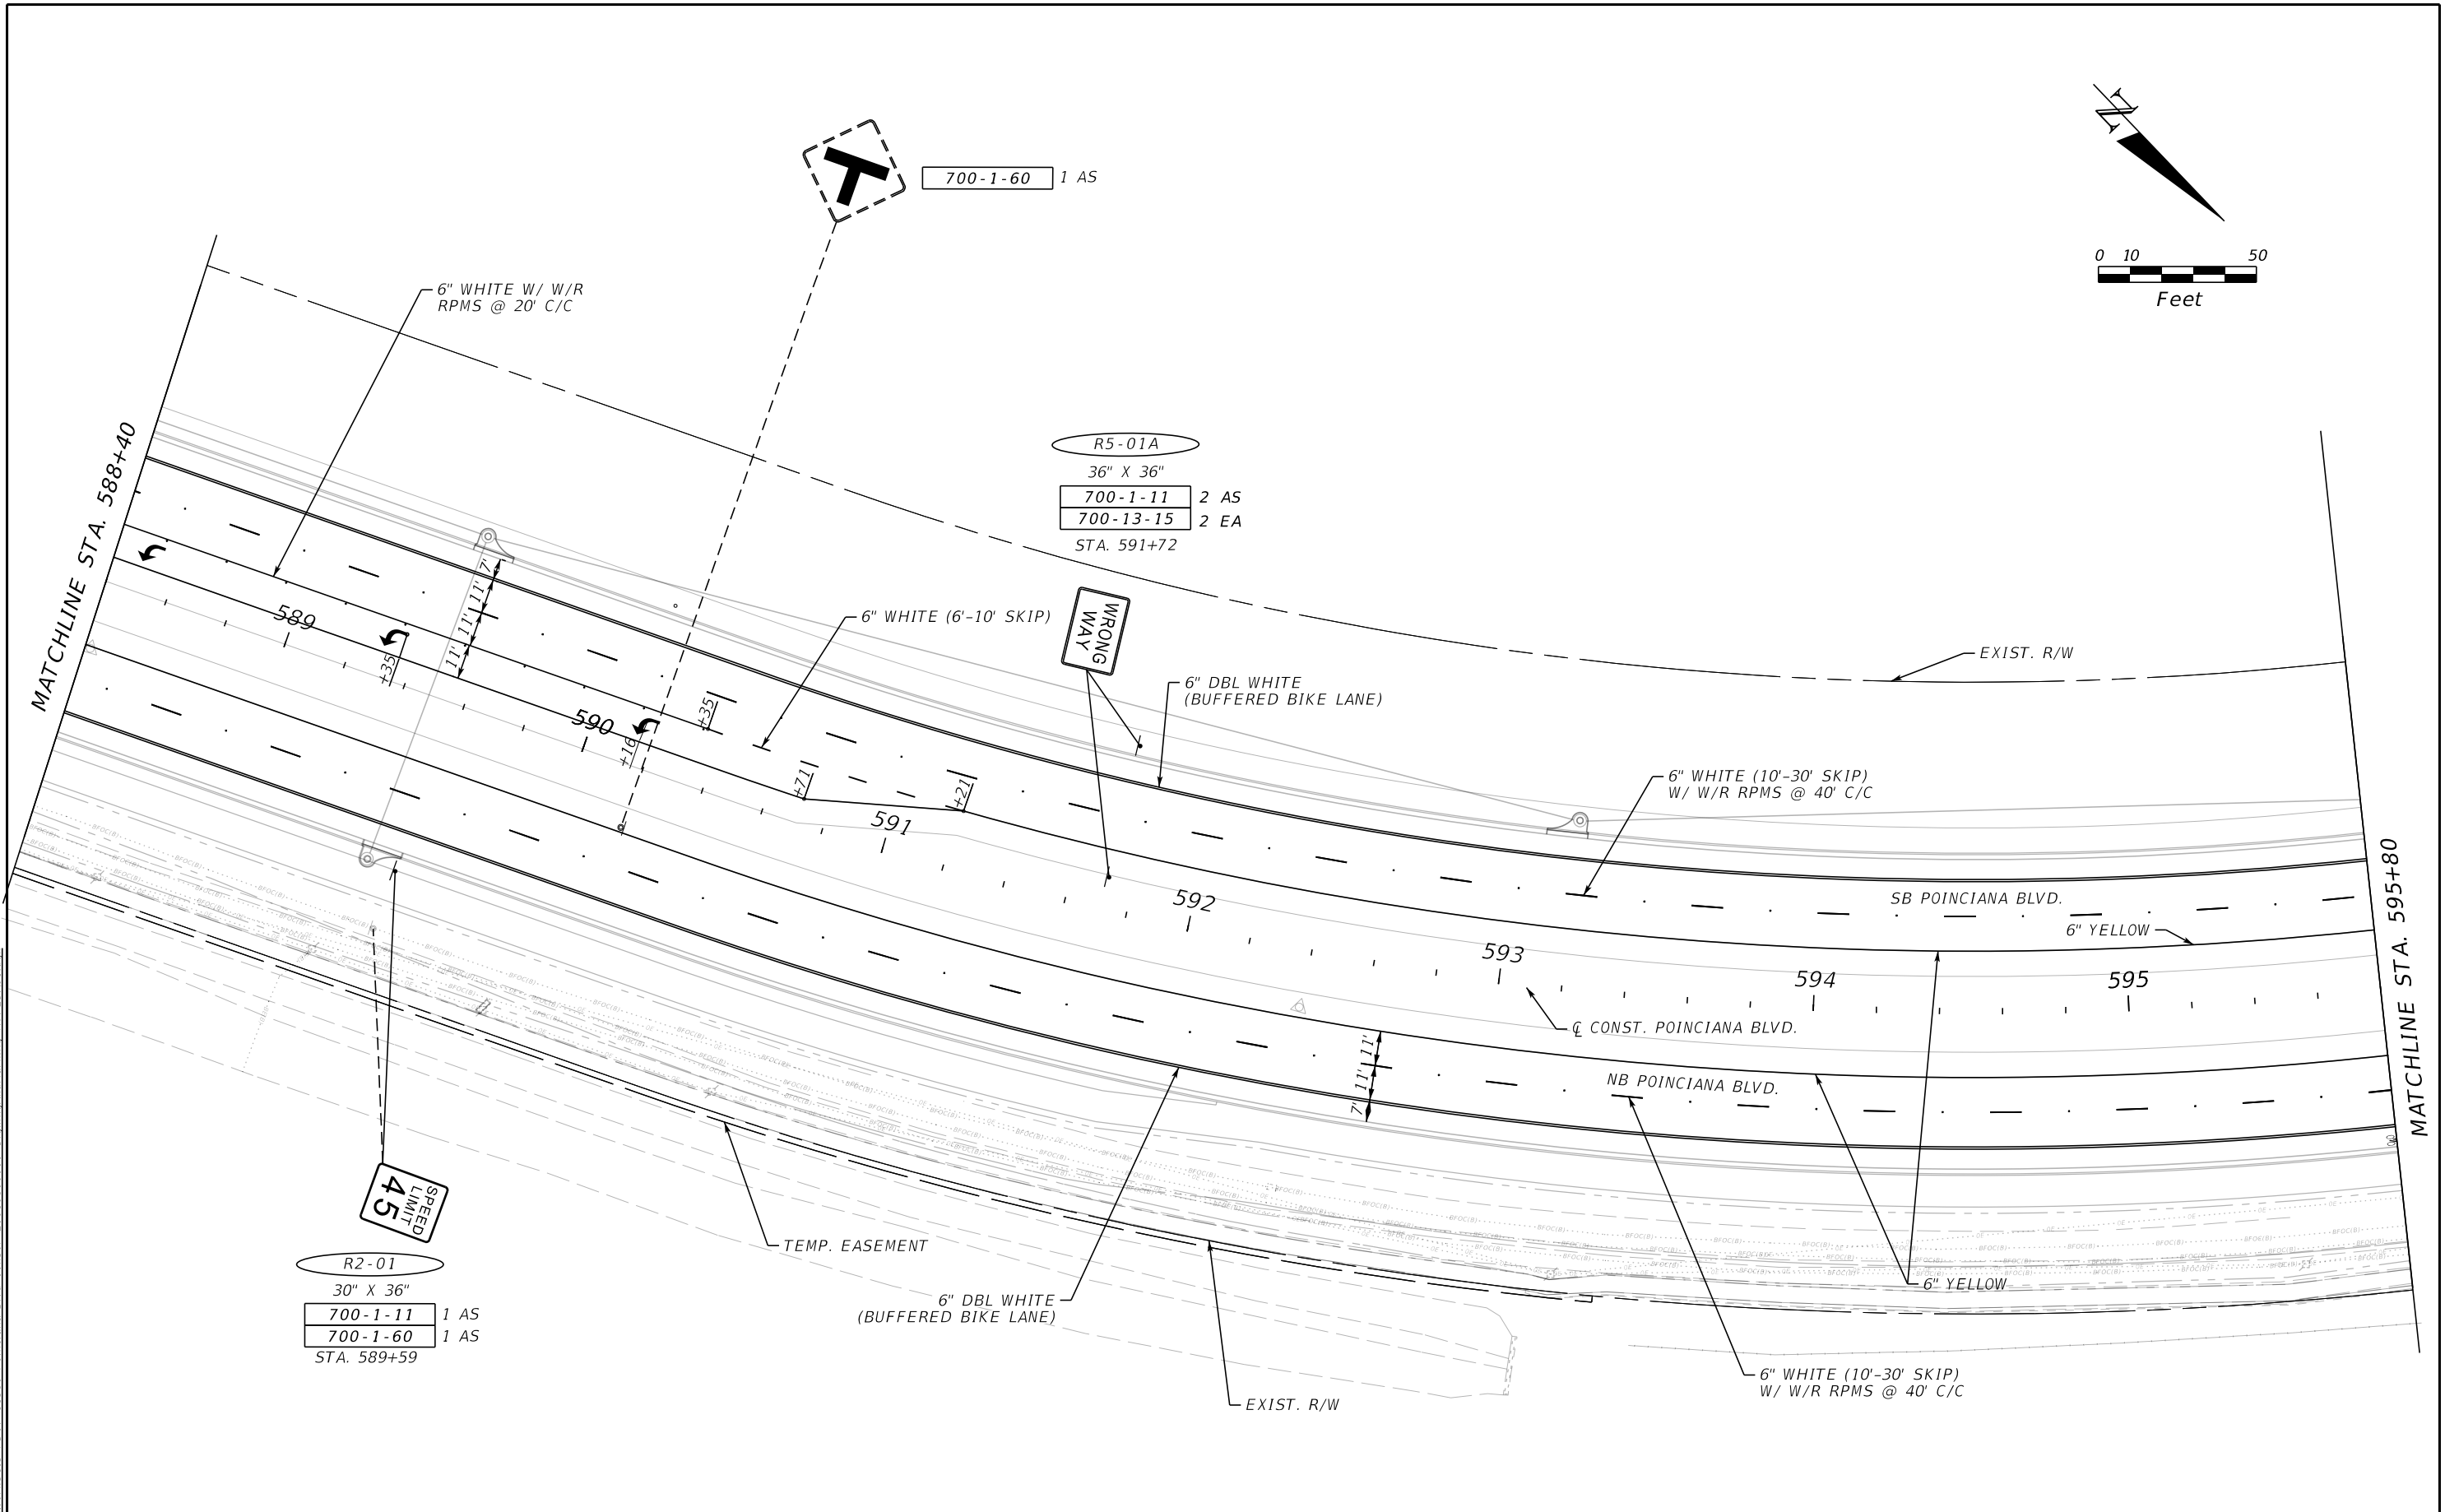 700-1-60 1 AS
N
0 10 50
Feet
6" WHITE W/ W/R
RPMS @ 20' C/C
MATCHLINE STA. 588+40
R5-01A
36" X 36"
700-1-11 2 AS
700-13-15 2 EA
STA. 591+72
WRONG
WAY
6" WHITE (6'-10' SKIP)
6" DBL WHITE
(BUFFERED BIKE LANE)
EXIST. R/W
7'
11'
11'
11'
589
+35
590
+16
+35
+71
591
+21
592
593
594
595
6" WHITE (10'-30' SKIP)
W/ W/R RPMS @ 40' C/C
SB POINCIANA BLVD.
6" YELLOW
MATCHLINE STA. 595+80
℄ CONST. POINCIANA BLVD.
11'
11'
7'
NB POINCIANA BLVD.
SPEED
LIMIT
45
R2-01
30" X 36"
700-1-11 1 AS
700-1-60 1 AS
STA. 589+59
TEMP. EASEMENT
6" DBL WHITE
(BUFFERED BIKE LANE)
EXIST. R/W
6" YELLOW
6" WHITE (10'-30' SKIP)
W/ W/R RPMS @ 40' C/C